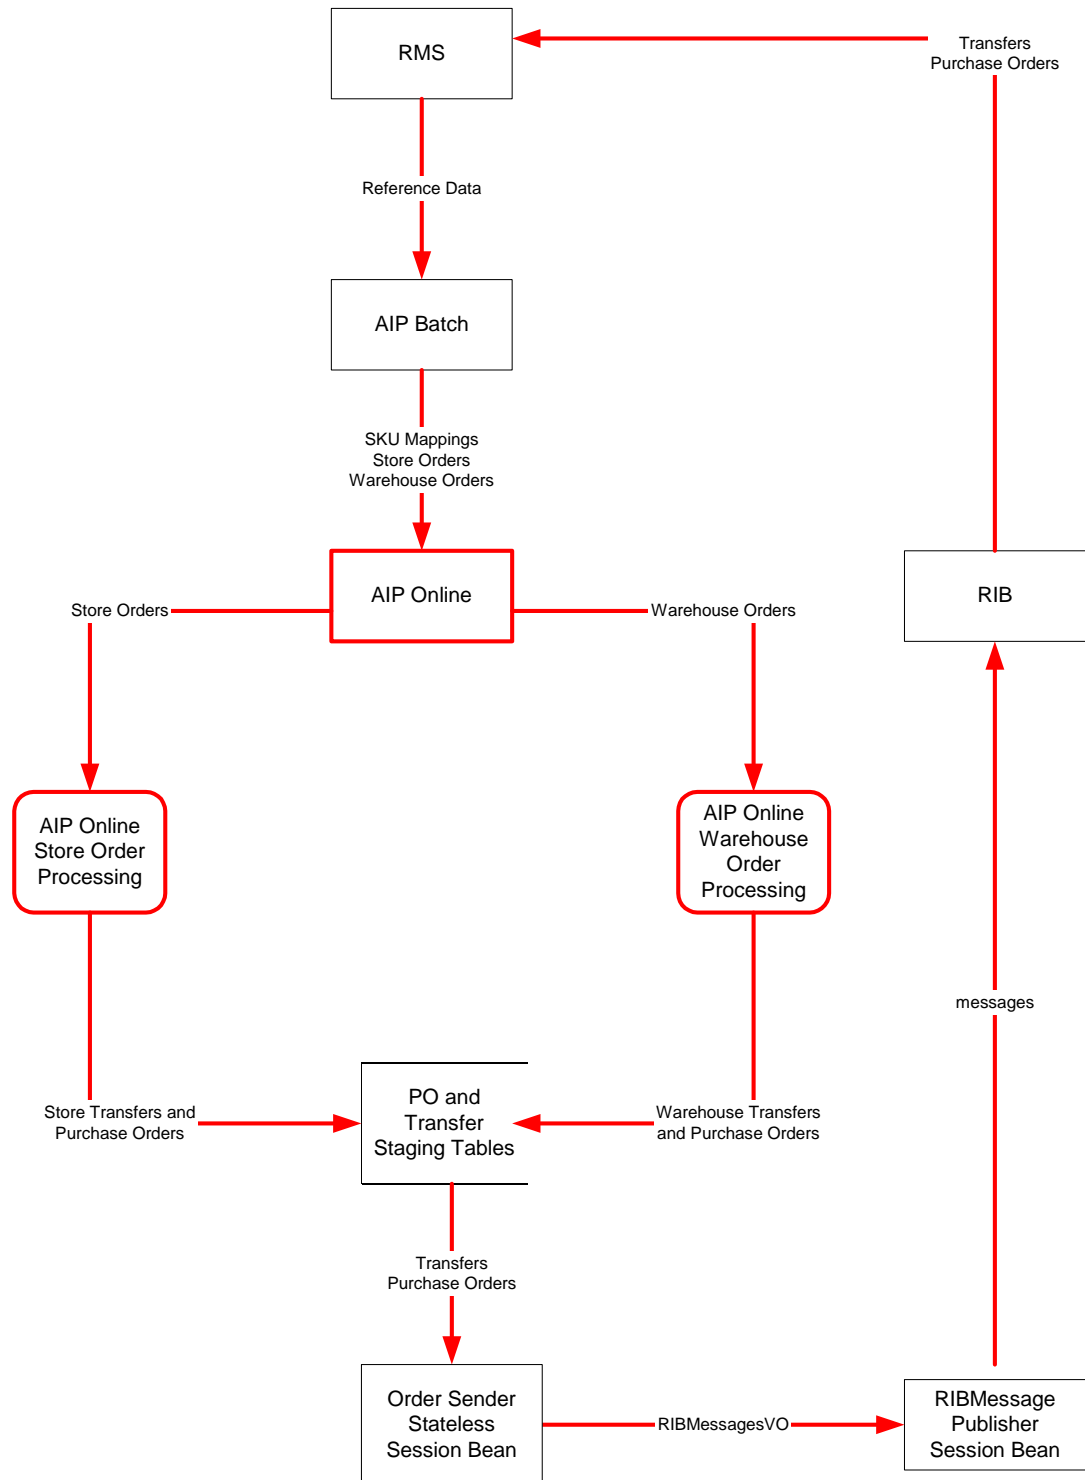 RMS
Transfers
Purchase Orders
Reference Data
AIP Batch
SKU Mappings
Store Orders
Warehouse Orders
AIP Online
RIB
Store Orders
Warehouse Orders
AIP Online
Store Order
Processing
AIP Online
Warehouse
Order
Processing
messages
PO and
Transfer
Staging Tables
Store Transfers and
Purchase Orders
Warehouse Transfers
and Purchase Orders
Transfers
Purchase Orders
Order Sender
Stateless
Session Bean
RIBMessagesVO
RIBMessage
Publisher
Session Bean